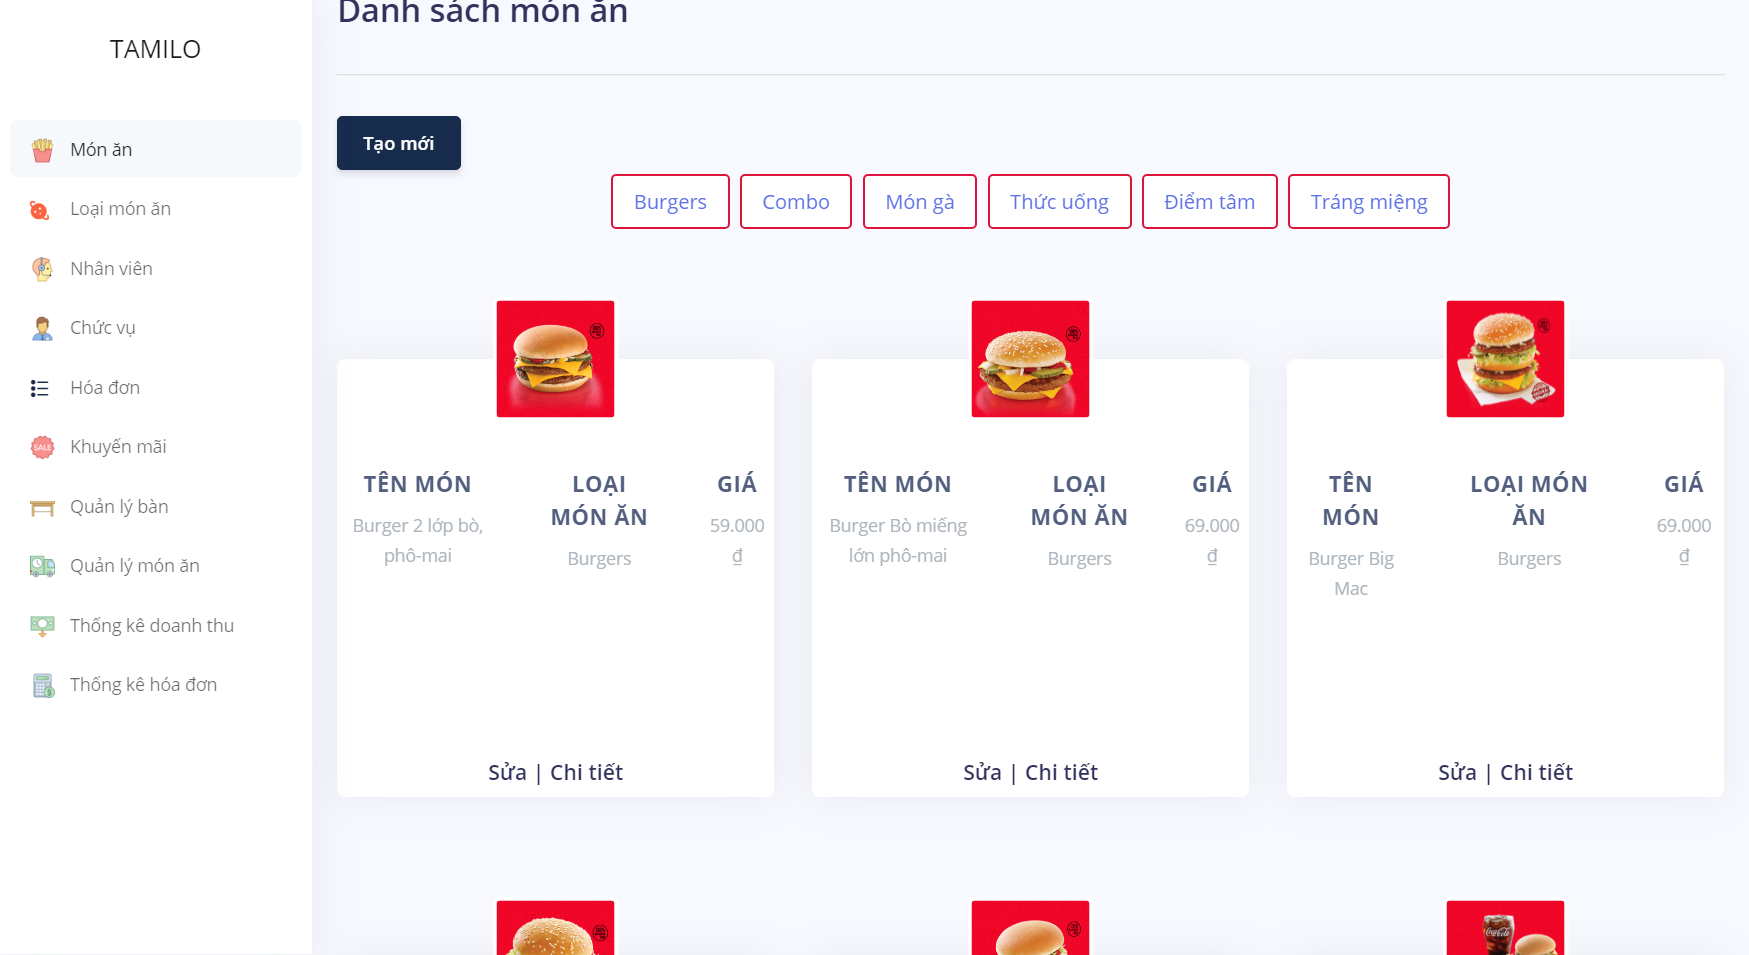 TAMILO
Món ăn
Loại món ăn
Nhân viên
Chức vụ
Hóa đơn
SALE
Khuyến mãi
Quản lý bàn
Quản lý món ăn
Thống kê doanh thu
Thống kê hóa đơn
Danh sách món ăn
Tạo mới
Burgers
Combo
Món gà
Thức uống
Điểm tâm
Tráng miệng
TÊN MÓN
Burger 2 lớp bò,
phô-mai
LOẠI
MÓN ĂN
Burgers
GIÁ
59.000
₫
Sửa | Chi tiết
TÊN MÓN
Burger Bò miếng
lớn phô-mai
LOẠI
MÓN ĂN
Burgers
GIÁ
69.000
₫
Sửa | Chi tiết
TÊN
MÓN
Burger Big
Mac
LOẠI MÓN
ĂN
Burgers
GIÁ
69.000
₫
Sửa | Chi tiết
Coca-Cola